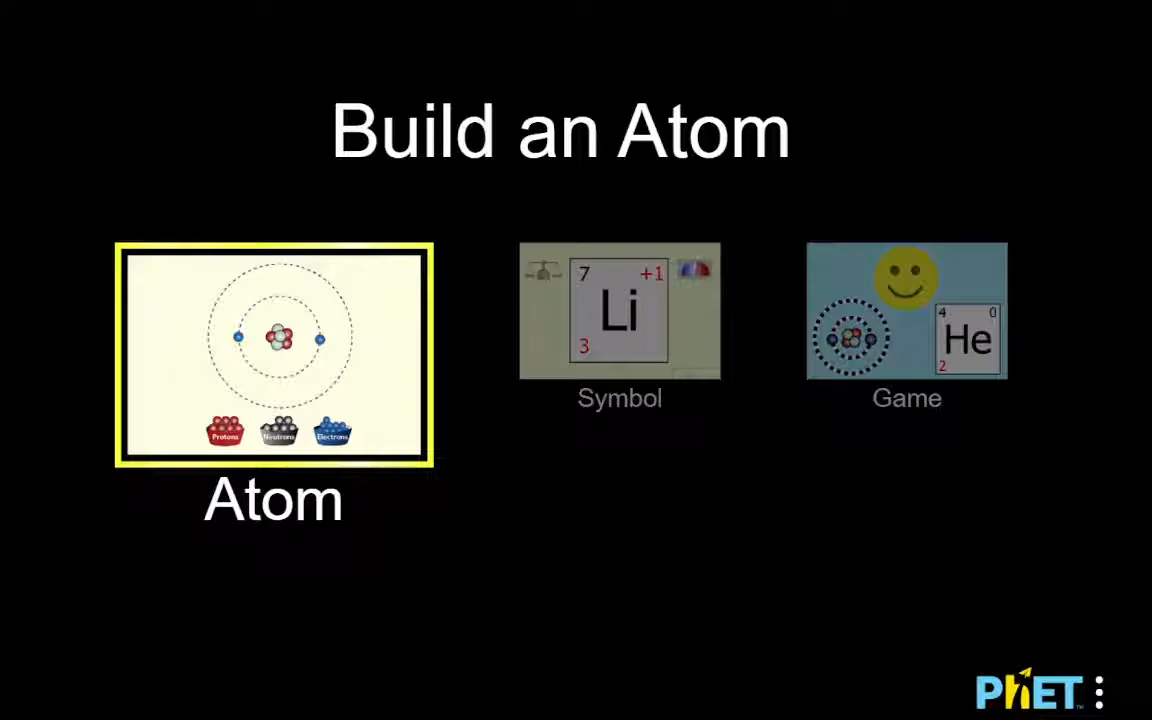 Build an Atom
Protons Neutrons Electrons
Atom
7 +1
Li
3
Symbol
4 0
He
2
Game
PhET